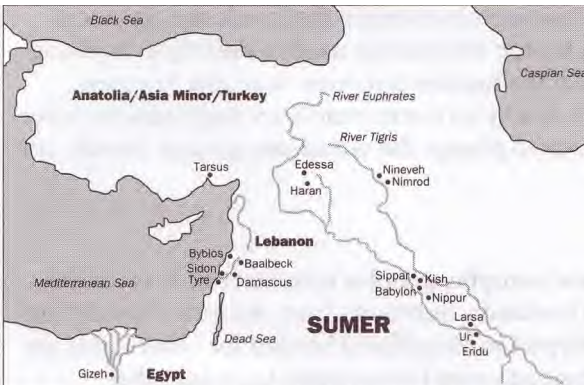 Black Sea
Caspian Sea
Anatolia/Asia Minor/Turkey
River Euphrates
River Tigris
Tarsus
Edessa
Haran
Nineveh
Nimrod
Lebanon
Byblos
Baalbeck
Sidon
Tyre
Damascus
Mediterranean Sea
Sippar
Kish
Babylon
Nippur
SUMER
Larsa
Ur
Eridu
Dead Sea
Gizeh
Egypt